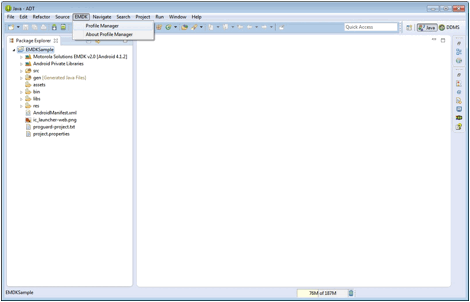 Java - ADT
File Edit Refactor Source EMDK Navigate Search Project Run Window Help
Profile Manager
About Profile Manager
Quick Access
Java
DDMS
Package Explorer
EMDKSample
Motorola Solutions EMDK v2.0 [Android 4.1.2]
Android Private Libraries
src
gen [Generated Java Files]
assets
bin
libs
res
AndroidManifest.xml
ic_launcher-web.png
proguard-project.txt
project.properties
EMDKSample
76M of 187M